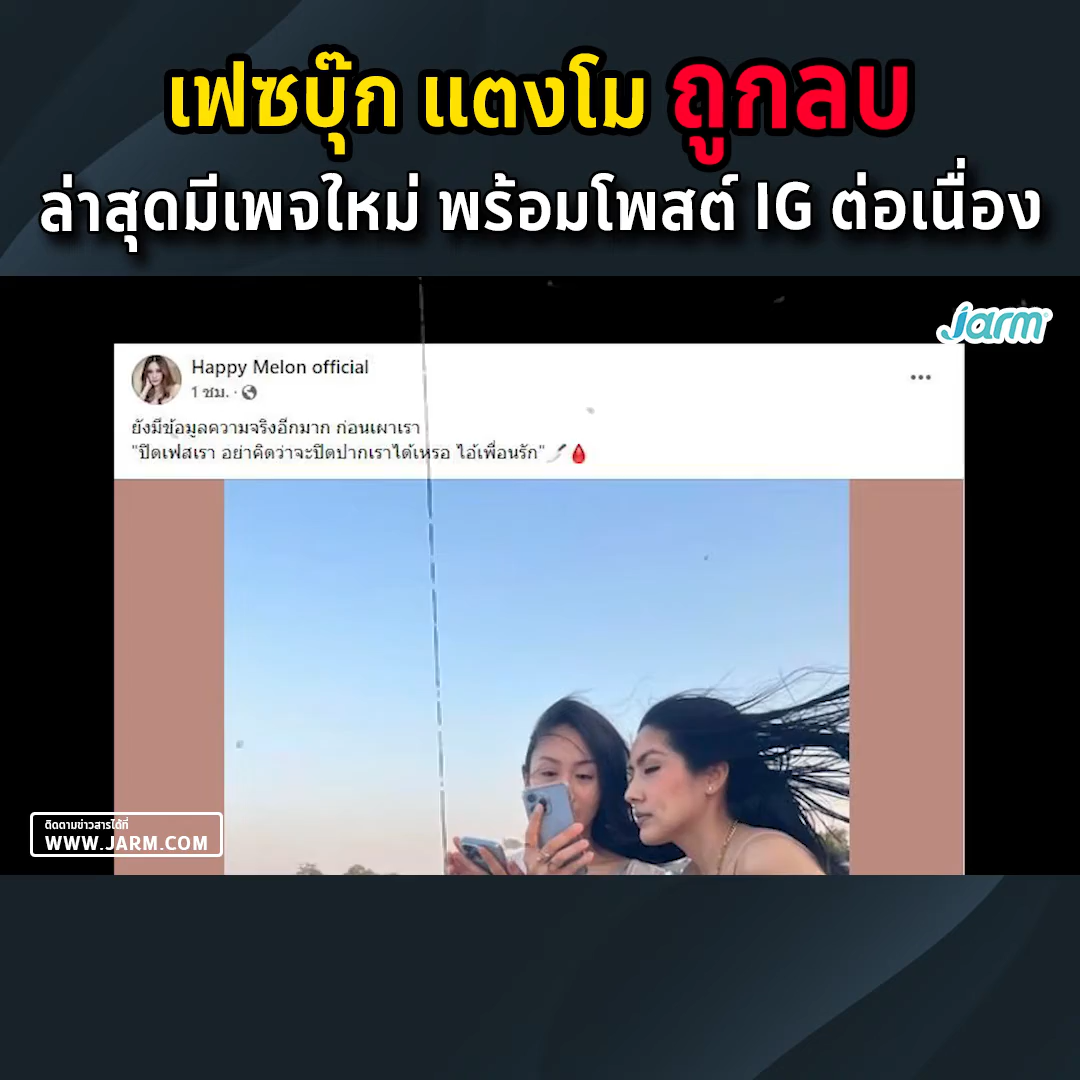 เฟซบุ๊ก แตงโม ถูกลบ
ล่าสุดมีเพจใหม่ พร้อมโพสต์ IG ต่อเนื่อง
jarm
Happy Melon official
1 ชม. ·
ยังมีข้อมูลความจริงอีกมาก ก่อนเผาเรา
"ปิดเฟสเรา อย่าคิดว่าจะปิดปากเราได้เหรอ ไอ้เพื่อนรัก"
ติดตามข่าวสารได้ที่
WWW.JARM.COM